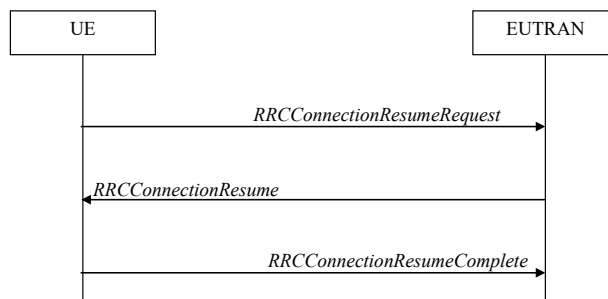 UE
EUTRAN
RRCConnectionResumeRequest
RRCConnectionResume
RRCConnectionResumeComplete